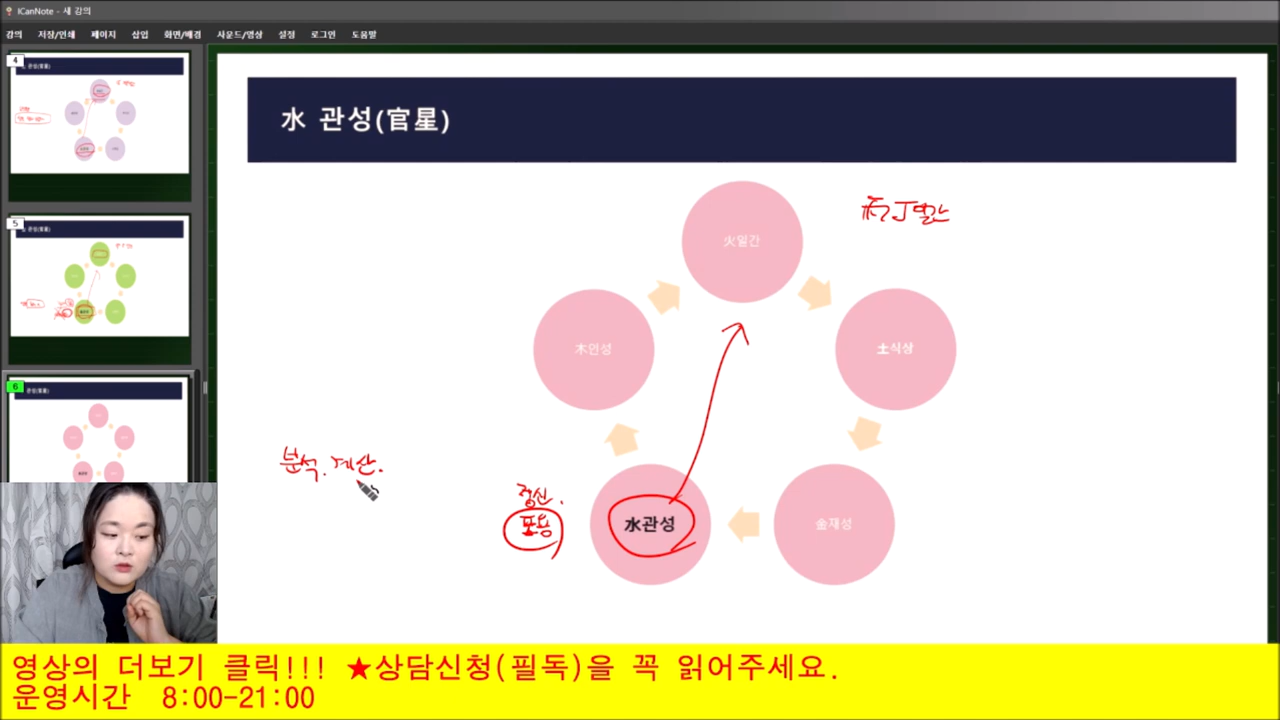 ICanNote - 새 강의
강의 저장/인쇄 페이지 삽입 화면/배경 사운드/영상 설정 로그인 도움말
4
5
6
水 관성(官星)
火일간
丙丁일간
木인성
土식상
분석. 계산.
정신.
포용
水관성
金재성
영상의 더보기 클릭!!! ★상담신청(필독)을 꼭 읽어주세요.
운영시간 8:00-21:00